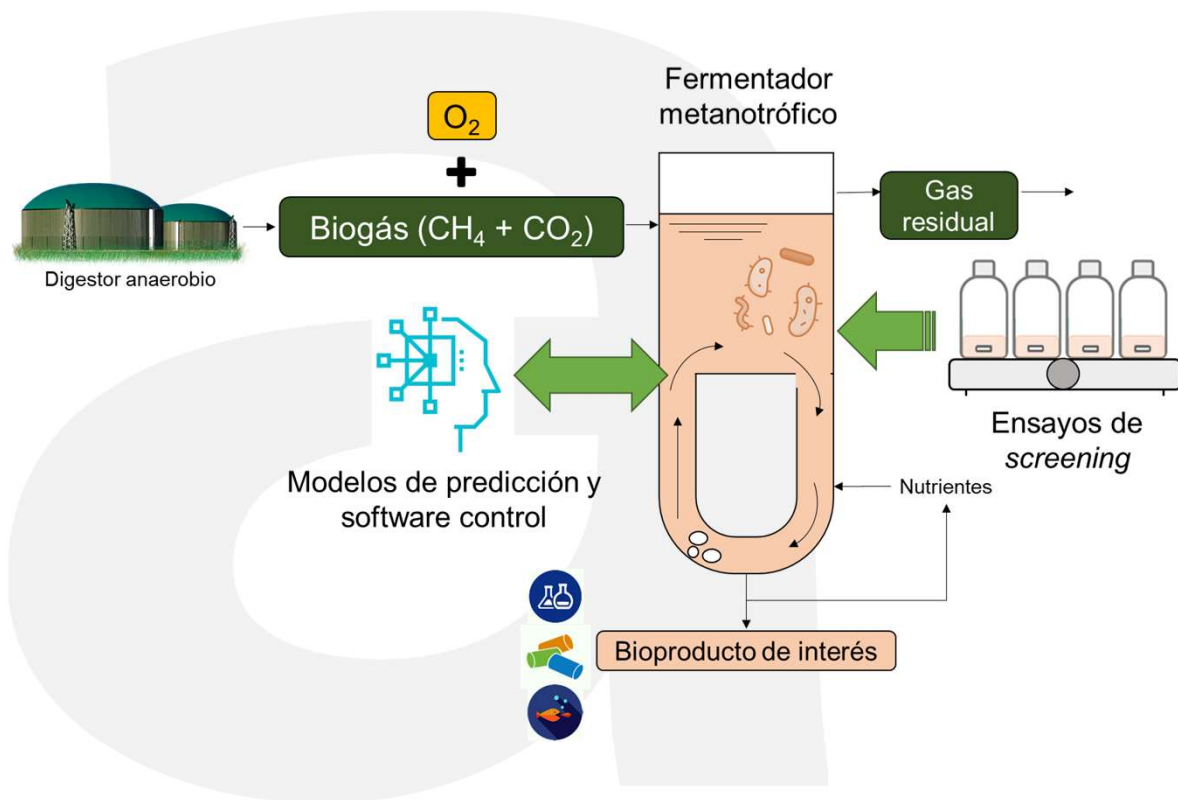 Fermentador
metanotrófico
O₂
+
Biogás (CH₄ + CO₂)
Gas
residual
Digestor anaerobio
Modelos de predicción y
software control
Ensayos de
screening
Nutrientes
Bioproducto de interés